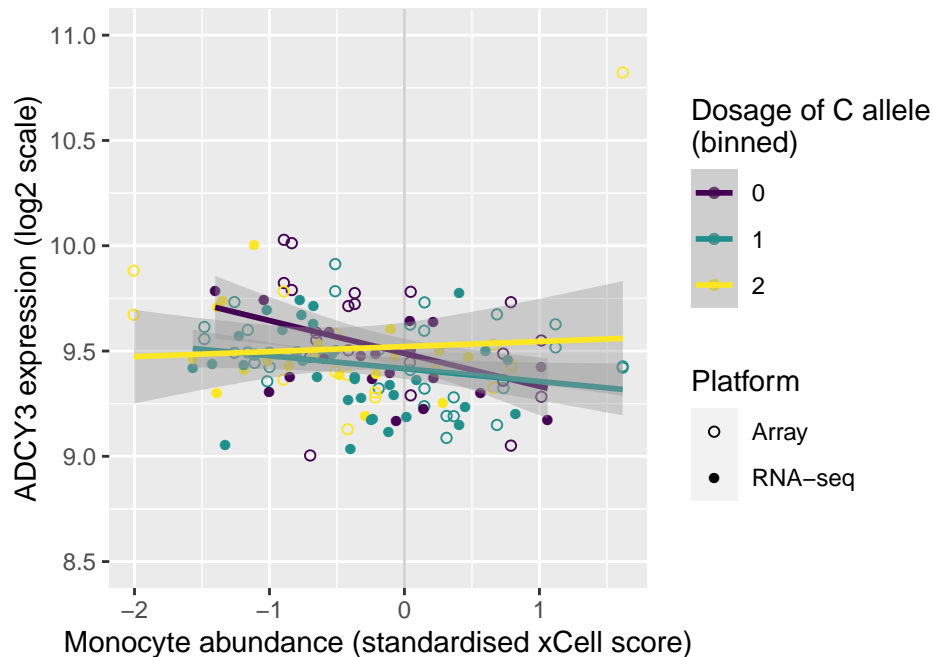 11.0
10.5
10.0
9.5
9.0
8.5
ADCY3 expression (log2 scale)
−2
−1
0
1
Monocyte abundance (standardised xCell score)
Dosage of C allele
(binned)
0
1
2
Platform
Array
RNA−seq